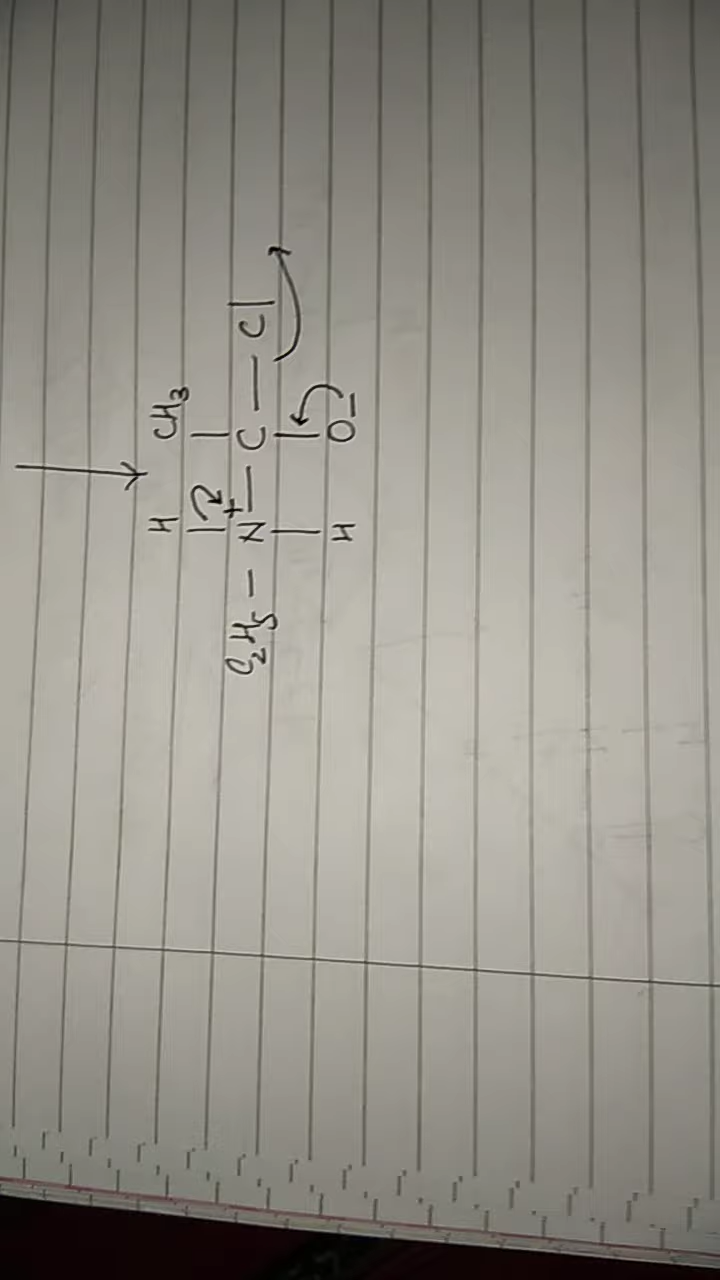 H CH₃
C₂H₅ — N⁺ — C — Cl
H O⁻